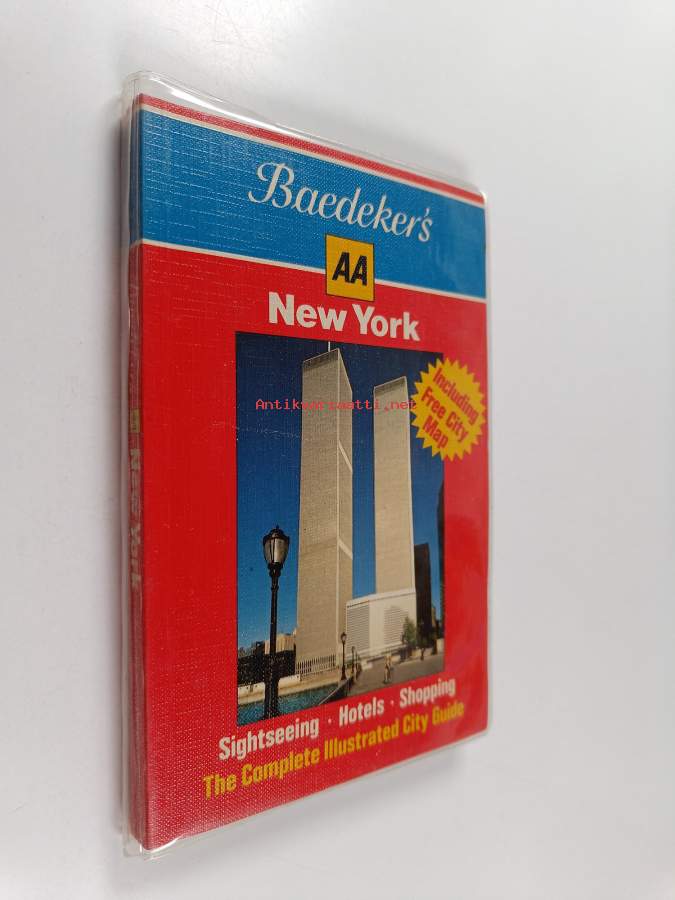 Baedeker's
AA
New York
Including
Free City
Map
Antikvariaatti.net
Sightseeing · Hotels · Shopping
The Complete Illustrated City Guide
AA New York